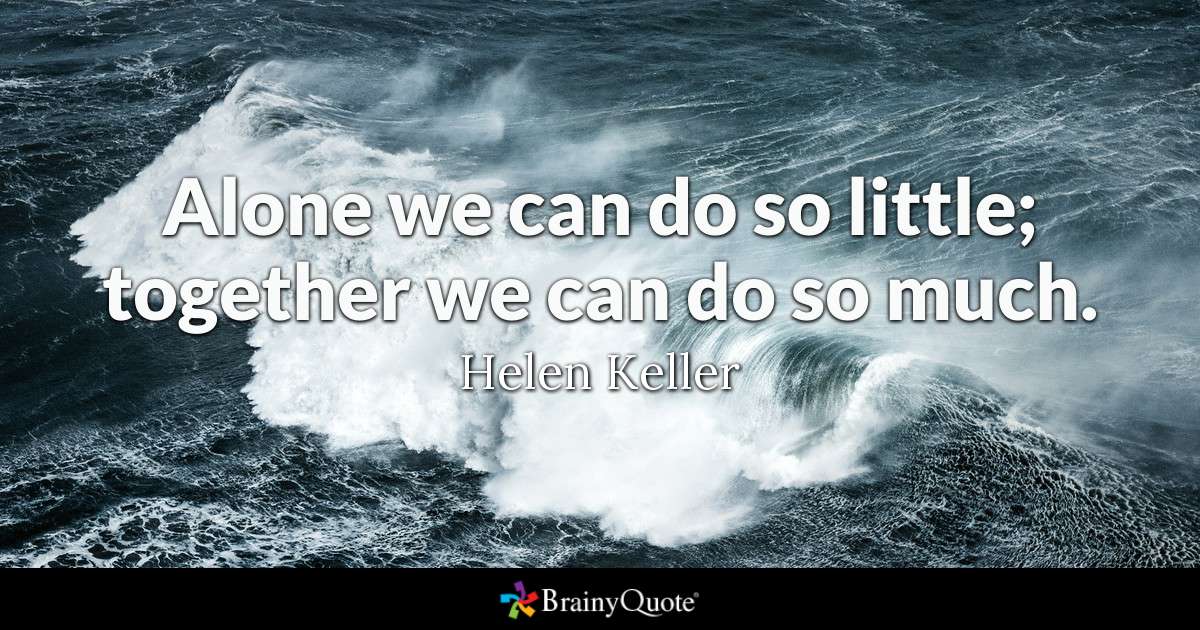 Alone we can do so little;
together we can do so much.
Helen Keller
BrainyQuote®